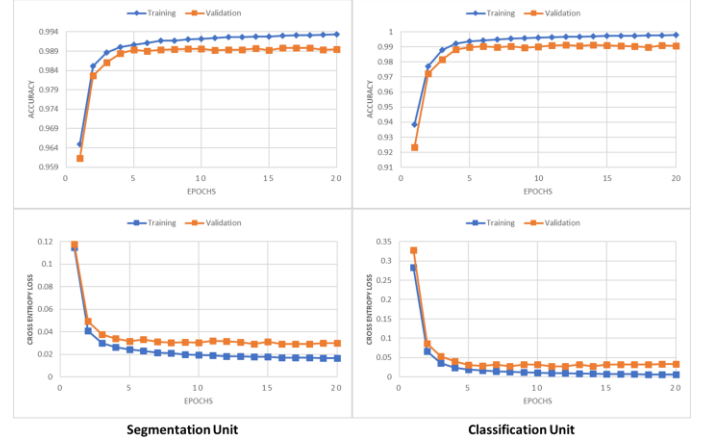 Training Validation
0.994
0.989
0.984
0.979
0.974
0.969
0.964
0.959
ACCURACY
0 5 10 15 20
EPOCHS
Training Validation
1
0.99
0.98
0.97
0.96
0.95
0.94
0.93
0.92
0.91
ACCURACY
0 5 10 15 20
EPOCHS
Training Validation
0.12
0.1
0.08
0.06
0.04
0.02
0
CROSS ENTROPY LOSS
0 5 10 15 20
EPOCHS
Training Validation
0.35
0.3
0.25
0.2
0.15
0.1
0.05
0
CROSS ENTROPY LOSS
0 5 10 15 20
EPOCHS
Segmentation Unit
Classification Unit